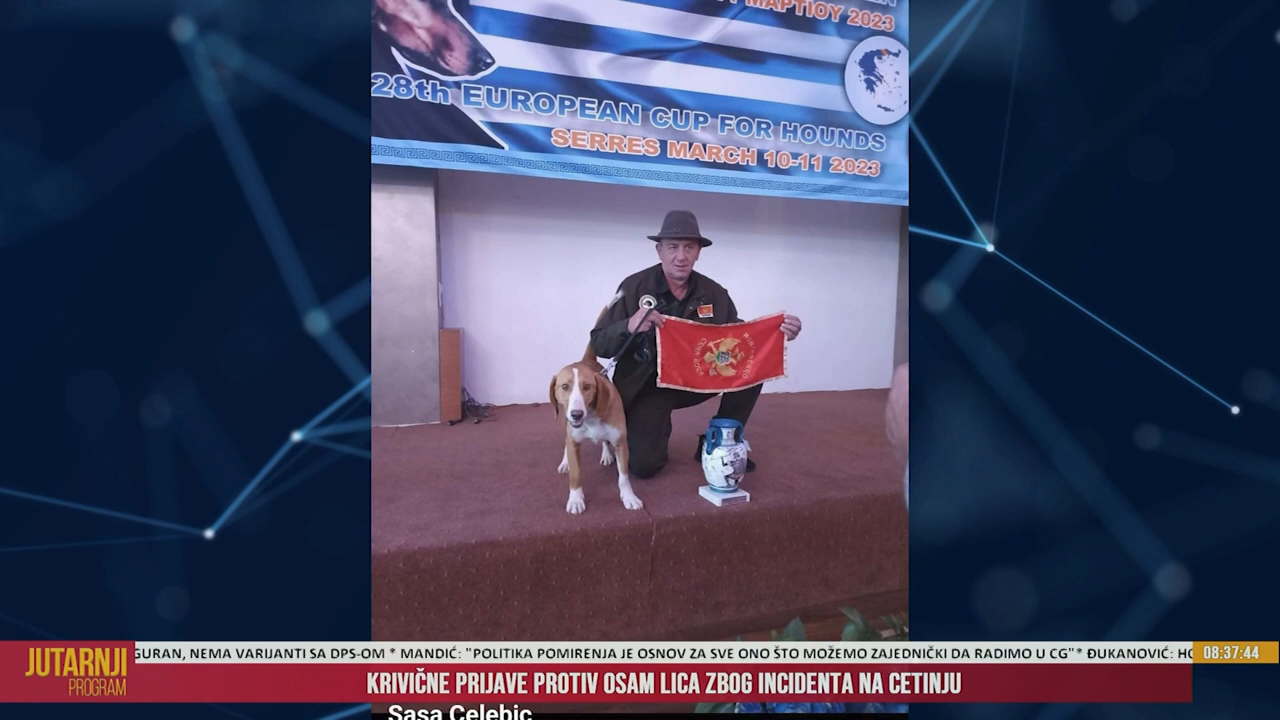 ΜΑΡΤΙΟΥ 2023
28th EUROPEAN CUP FOR HOUNDS
SERRES MARCH 10-11 2023
JUTARNJI
PROGRAM
GURAN, NEMA VARIJANTI SA DPS-OM * MANDIĆ: "POLITIKA POMIRENJA JE OSNOV ZA SVE ONO ŠTO MOŽEMO ZAJEDNIČKI DA RADIMO U CG"* ĐUKANOVIĆ:
08:37:44
KRIVIČNE PRIJAVE PROTIV OSAM LICA ZBOG INCIDENTA NA CETINJU
Sasa Celebic